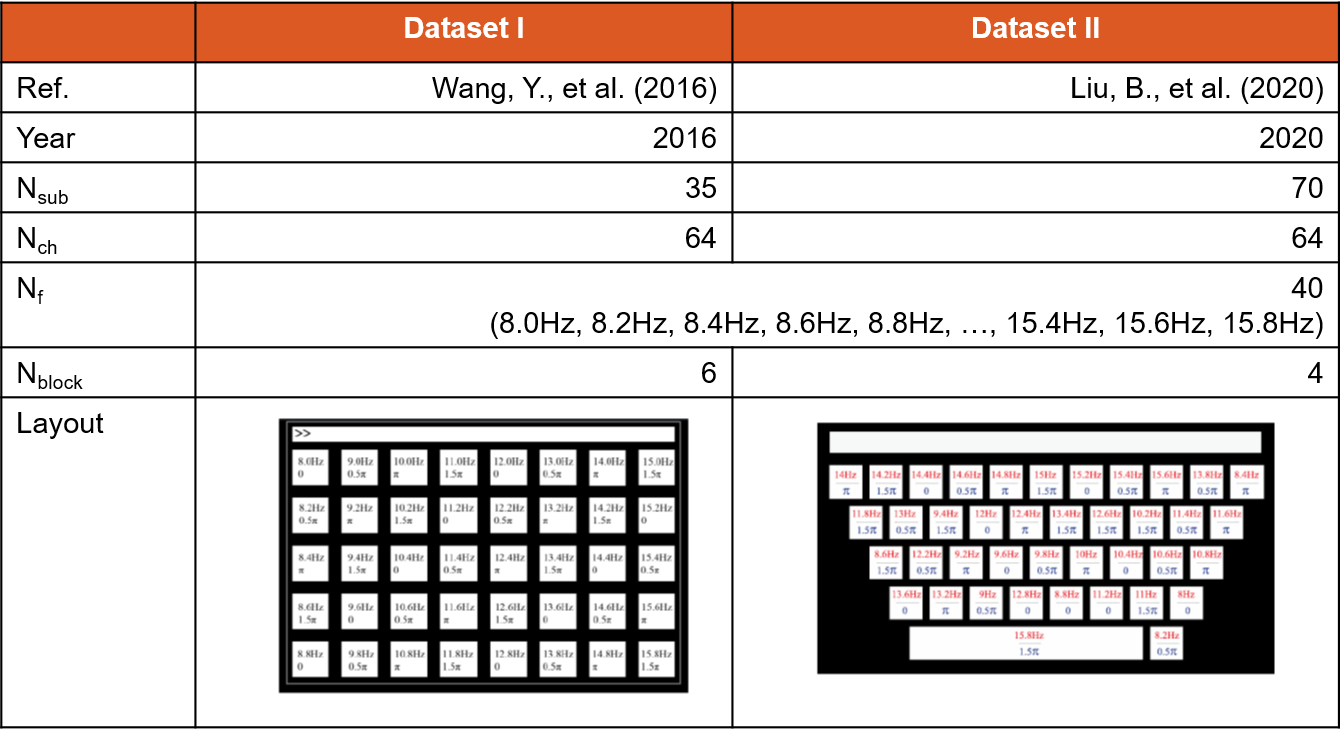 Dataset I
Dataset II
Ref.
Wang, Y., et al. (2016)
Liu, B., et al. (2020)
Year
2016
2020
Nsub
35
70
Nch
64
64
Nf
40
(8.0Hz, 8.2Hz, 8.4Hz, 8.6Hz, 8.8Hz, …, 15.4Hz, 15.6Hz, 15.8Hz)
Nblock
6
4
Layout
>>
8.0Hz 9.0Hz 10.0Hz 11.0Hz 12.0Hz 13.0Hz 14.0Hz 15.0Hz
0 0.5π π 1.5π 0 0.5π π 1.5π
8.2Hz 9.2Hz 10.2Hz 11.2Hz 12.2Hz 13.2Hz 14.2Hz 15.2Hz
0.5π π 1.5π 0 0.5π π 1.5π 0
8.4Hz 9.4Hz 10.4Hz 11.4Hz 12.4Hz 13.4Hz 14.4Hz 15.4Hz
π 1.5π 0 0.5π π 1.5π 0 0.5π
8.6Hz 9.6Hz 10.6Hz 11.6Hz 12.6Hz 13.6Hz 14.6Hz 15.6Hz
1.5π 0 0.5π π 1.5π 0 0.5π π
8.8Hz 9.8Hz 10.8Hz 11.8Hz 12.8Hz 13.8Hz 14.8Hz 15.8Hz
0 0.5π π 1.5π 0 0.5π π 1.5π
14Hz 14.2Hz 14.4Hz 14.6Hz 14.8Hz 15Hz 15.2Hz 15.4Hz 15.6Hz 13.8Hz 8.4Hz
π 1.5π 0 0.5π π 1.5π 0 0.5π π 0.5π π
11.8Hz 13Hz 9.4Hz 12Hz 12.4Hz 13.4Hz 12.6Hz 10.2Hz 11.4Hz 11.6Hz
1.5π 0.5π 1.5π 0 π 1.5π 1.5π 1.5π 0.5π π
8.6Hz 12.2Hz 9.2Hz 9.6Hz 9.8Hz 10Hz 10.4Hz 10.6Hz 10.8Hz
1.5π 0.5π π 0 0.5π π 0 0.5π π
13.6Hz 13.2Hz 9Hz 12.8Hz 8.8Hz 11.2Hz 11Hz 8Hz
0 π 0.5π 0 0 0 1.5π 0
15.8Hz 8.2Hz
1.5π 0.5π